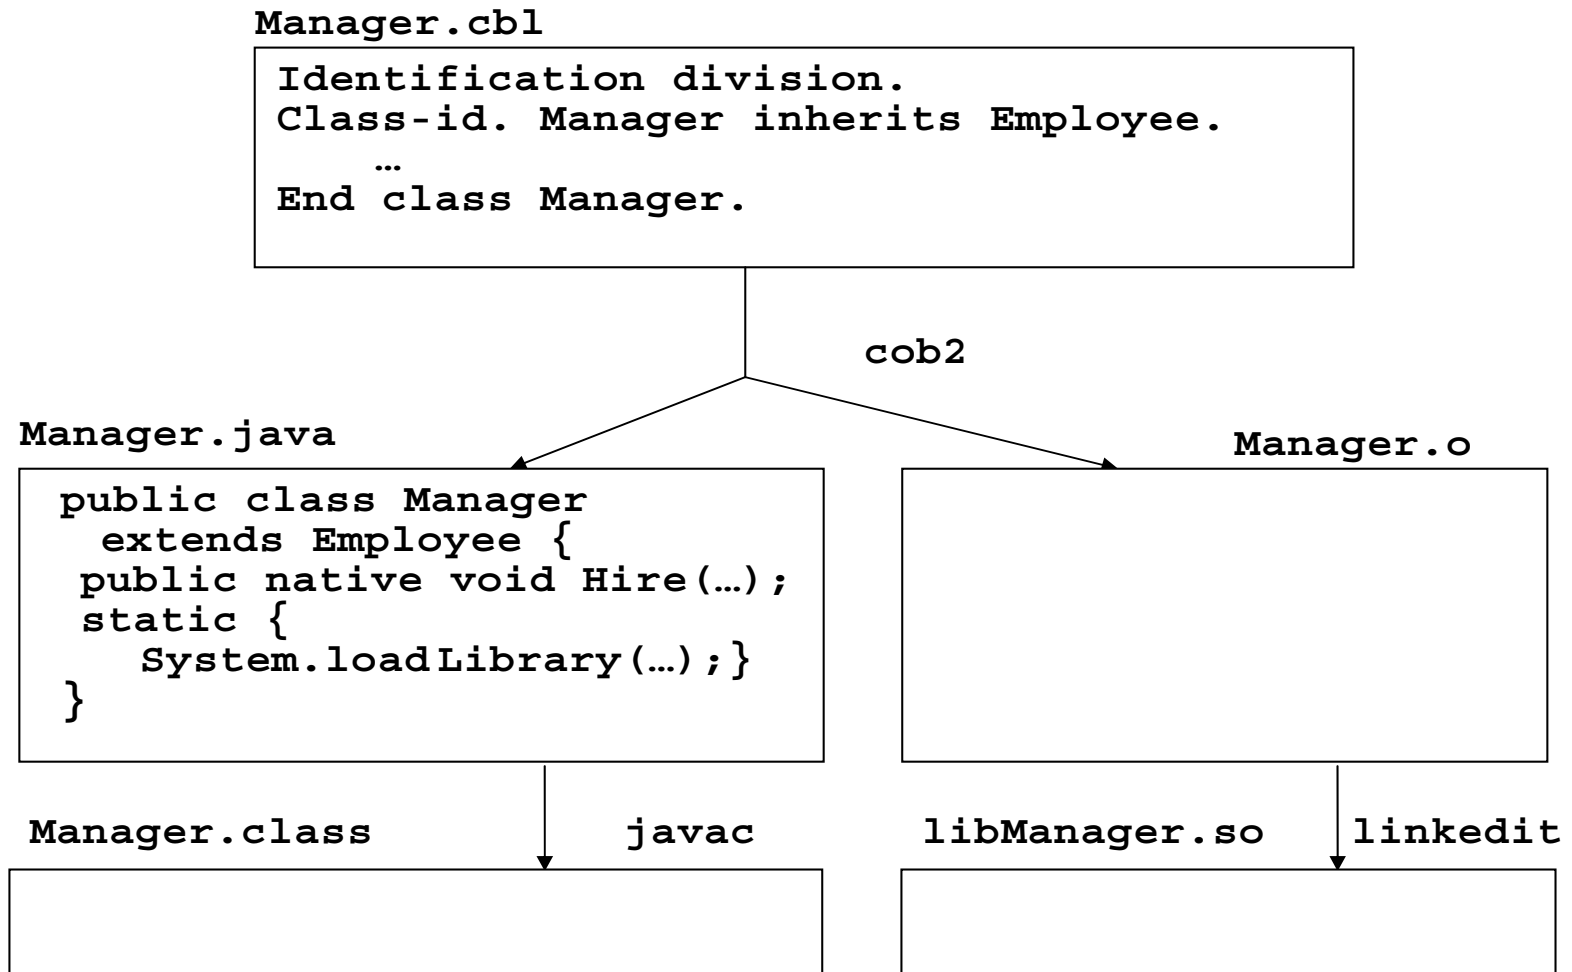 Manager.cbl
Identification division.
Class-id. Manager inherits Employee.
…
End class Manager.
cob2
Manager.java
public class Manager
extends Employee {
public native void Hire(…);
static {
System.loadLibrary(…);}
}
Manager.o
Manager.class
javac
libManager.so
linkedit